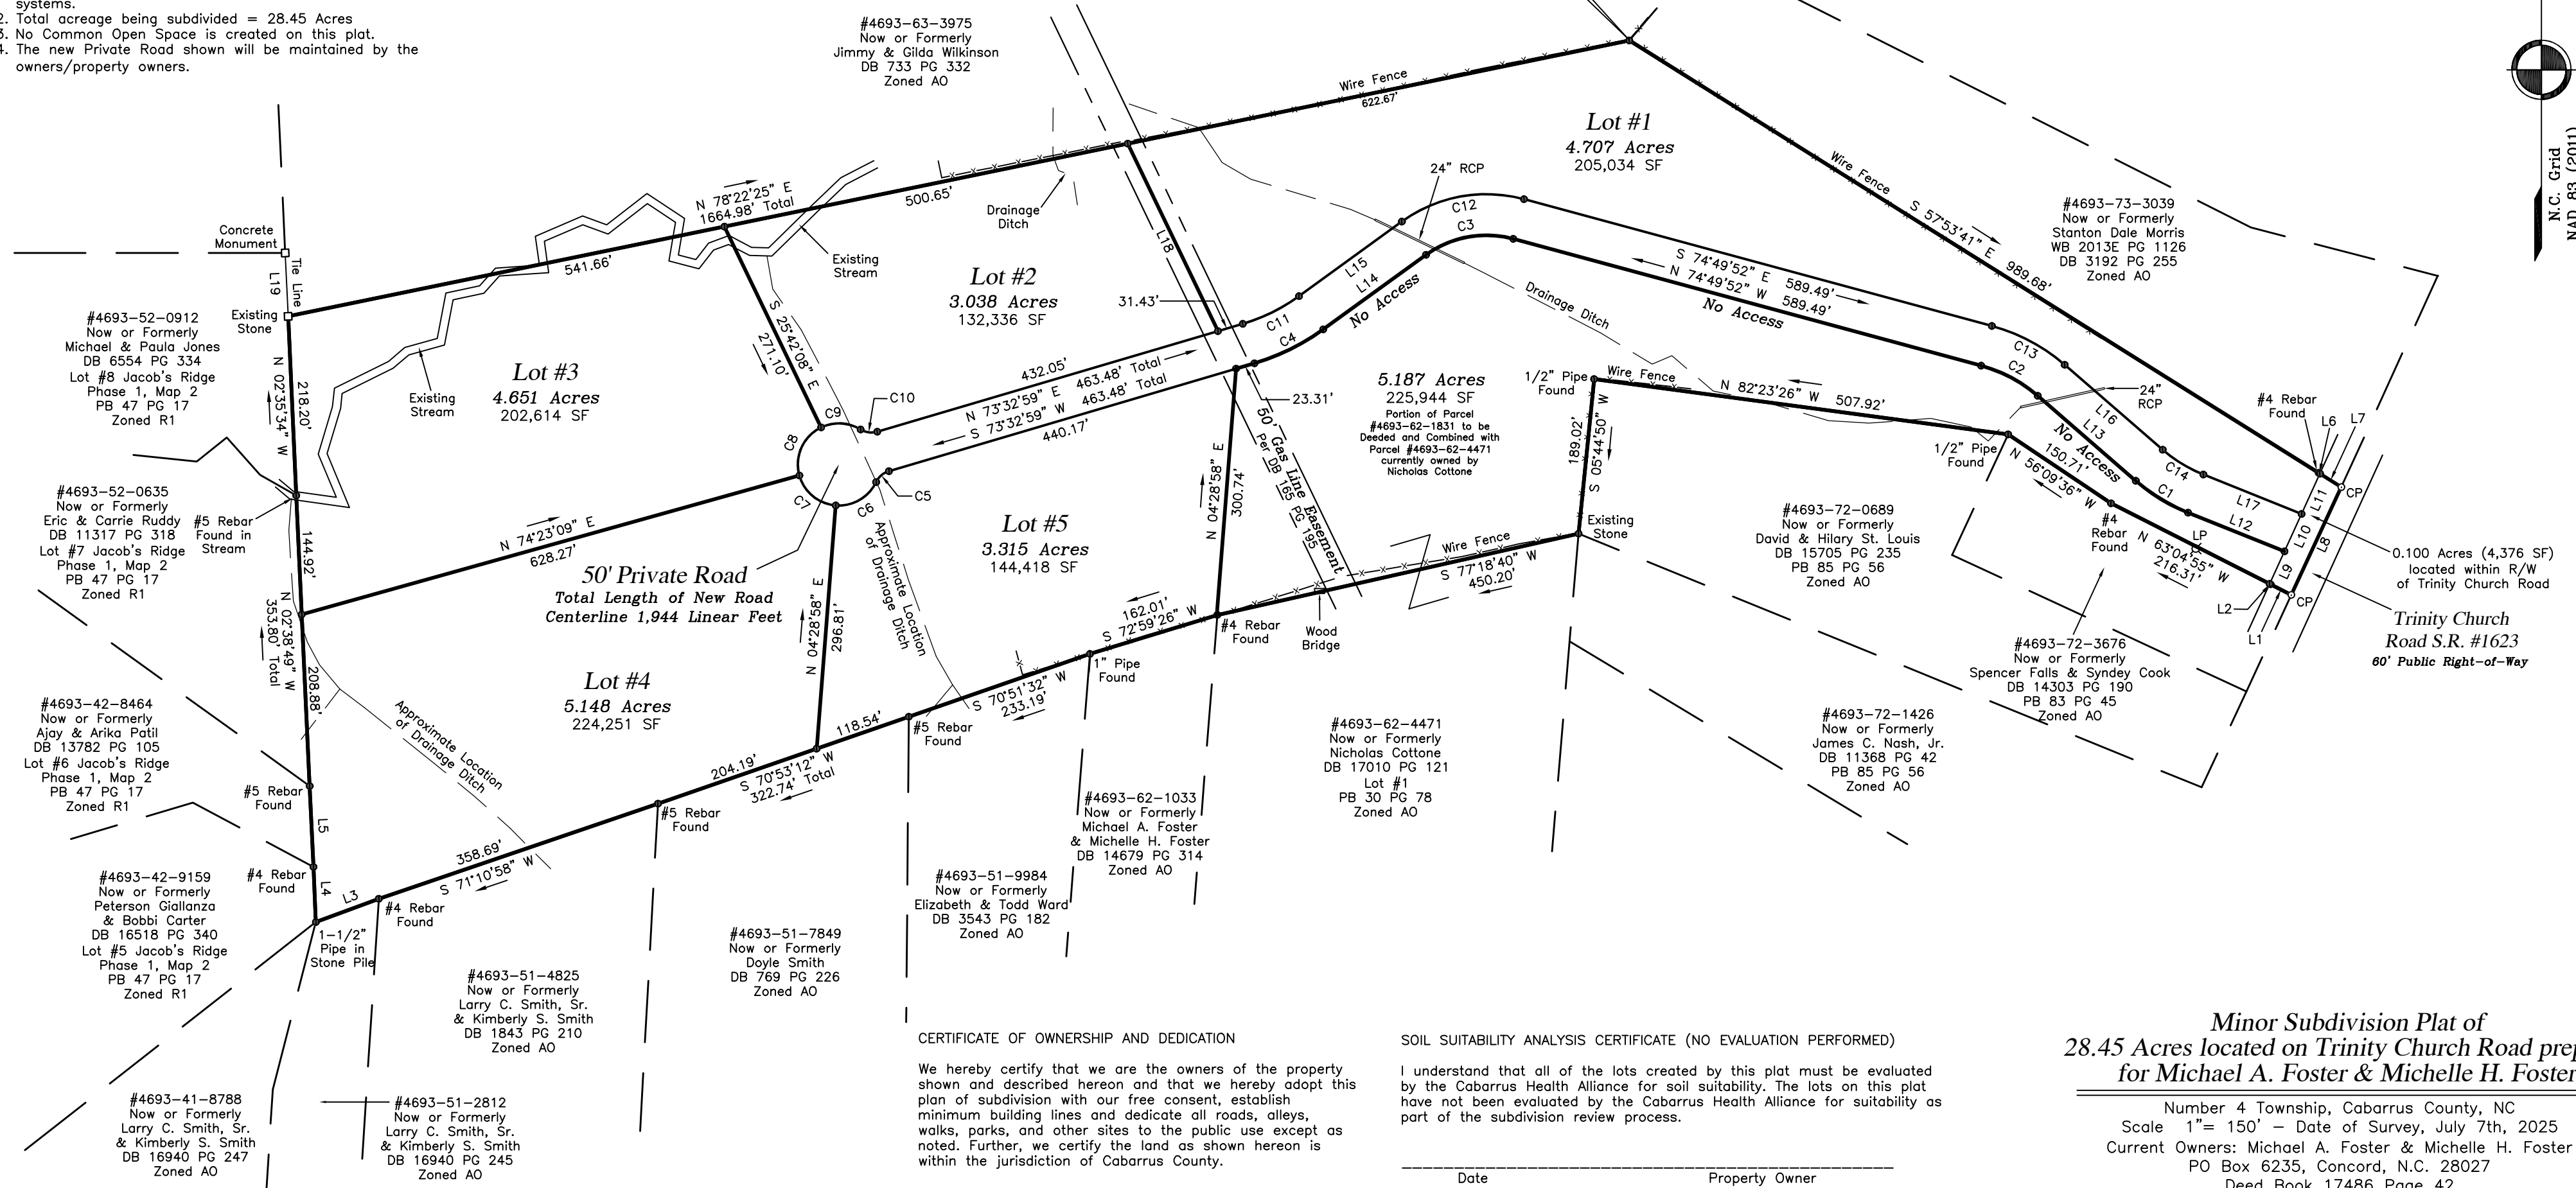 systems.
2. Total acreage being subdivided = 28.45 Acres
3. No Common Open Space is created on this plat.
4. The new Private Road shown will be maintained by the
owners/property owners.
#4693-63-3975
Now or Formerly
Jimmy & Gilda Wilkinson
DB 733 PG 332
Zoned AO
Wire Fence
622.67'
Lot #1
4.707 Acres
205,034 SF
N.C. Grid
NAD 83 (2011)
Wire Fence
S 57°53'41" E 989.68'
#4693-73-3039
Now or Formerly
Stanton Dale Morris
WB 2013E PG 1126
DB 3192 PG 255
Zoned AO
Concrete
Monument
L19
Tie Line
Existing
Stone
N 78°22'25" E
1664.98' Total
500.65'
541.66'
Drainage
Ditch
Existing
Stream
24" RCP
C12
C3
L18
L15
L14
No Access
C11
C4
31.43'
S 74°49'52" E 589.49'
N 74°49'52" W 589.49'
No Access
Drainage Ditch
C13
C2
24"
RCP
L16
L13
No Access
#4 Rebar
Found
L6
L7
#4693-52-0912
Now or Formerly
Michael & Paula Jones
DB 6554 PG 334
Lot #8 Jacob's Ridge
Phase 1, Map 2
PB 47 PG 17
Zoned R1
N 02°35'34" W
218.20'
Existing
Stream
Lot #3
4.651 Acres
202,614 SF
S 25°42'08" E
271.10'
Lot #2
3.038 Acres
132,336 SF
432.05'
N 73°32'59" E 463.48' Total
S 73°32'59" W 463.48' Total
440.17'
C10
C9
C8
C7
C6
C5
23.31'
50' Gas Line Easement
Per DB 165 PG 195
5.187 Acres
225,944 SF
Portion of Parcel
#4693-62-1831 to be
Deeded and Combined with
Parcel #4693-62-4471
currently owned by
Nicholas Cottone
1/2" Pipe
Found
Wire Fence
N 82°23'26" W 507.92'
189.02'
S 05°44'50" W
1/2" Pipe
Found
150.71'
N 56°09'36" W
C14
C1
L17
L12
L11
L10
L9
L8
CP
CP
LP
#4693-52-0635
Now or Formerly
Eric & Carrie Ruddy
DB 11317 PG 318
Lot #7 Jacob's Ridge
Phase 1, Map 2
PB 47 PG 17
Zoned R1
#5 Rebar
Found in
Stream
144.92'
N 02°38'49" W
353.80' Total
208.88'
N 74°23'09" E
628.27'
50' Private Road
Total Length of New Road
Centerline 1,944 Linear Feet
Approximate Location
of Drainage Ditch
N 04°28'58" E
296.81'
Lot #5
3.315 Acres
144,418 SF
N 04°28'58" E
300.74'
Existing
Stone
Wire Fence
S 77°18'40" W
450.20'
Wood
Bridge
#4 Rebar
Found
162.01'
S 72°59'26" W
1" Pipe
Found
S 70°51'32" W
233.19'
#5 Rebar
Found
118.54'
204.19'
S 70°53'12" W
322.74' Total
#5 Rebar
Found
#4693-72-0689
Now or Formerly
David & Hilary St. Louis
DB 15705 PG 235
PB 85 PG 56
Zoned AO
#4
Rebar
Found
N 63°04'55" W
216.31'
L2
L1
0.100 Acres (4,376 SF)
located within R/W
of Trinity Church Road
Trinity Church
Road S.R. #1623
60' Public Right-of-Way
#4693-72-3676
Now or Formerly
Spencer Falls & Syndey Cook
DB 14303 PG 190
PB 83 PG 45
Zoned AO
#4693-42-8464
Now or Formerly
Ajay & Arika Patil
DB 13782 PG 105
Lot #6 Jacob's Ridge
Phase 1, Map 2
PB 47 PG 17
Zoned R1
#5 Rebar
Found
L5
L4
L3
#4 Rebar
Found
Approximate Location
of Drainage Ditch
Lot #4
5.148 Acres
224,251 SF
358.69'
S 71°10'58" W
#4 Rebar
Found
1-1/2"
Pipe in
Stone Pile
#4693-42-9159
Now or Formerly
Peterson Giallanza
& Bobbi Carter
DB 16518 PG 340
Lot #5 Jacob's Ridge
Phase 1, Map 2
PB 47 PG 17
Zoned R1
#4693-72-1426
Now or Formerly
James C. Nash, Jr.
DB 11368 PG 42
PB 85 PG 56
Zoned AO
#4693-62-4471
Now or Formerly
Nicholas Cottone
DB 17010 PG 121
Lot #1
PB 30 PG 78
Zoned AO
#4693-62-1033
Now or Formerly
Michael A. Foster
& Michelle H. Foster
DB 14679 PG 314
Zoned AO
#4693-51-9984
Now or Formerly
Elizabeth & Todd Ward
DB 3543 PG 182
Zoned AO
#4693-51-7849
Now or Formerly
Doyle Smith
DB 769 PG 226
Zoned AO
#4693-51-4825
Now or Formerly
Larry C. Smith, Sr.
& Kimberly S. Smith
DB 1843 PG 210
Zoned AO
#4693-41-8788
Now or Formerly
Larry C. Smith, Sr.
& Kimberly S. Smith
DB 16940 PG 247
Zoned AO
#4693-51-2812
Now or Formerly
Larry C. Smith, Sr.
& Kimberly S. Smith
DB 16940 PG 245
Zoned AO
CERTIFICATE OF OWNERSHIP AND DEDICATION
We hereby certify that we are the owners of the property
shown and described hereon and that we hereby adopt this
plan of subdivision with our free consent, establish
minimum building lines and dedicate all roads, alleys,
walks, parks, and other sites to the public use except as
noted. Further, we certify the land as shown hereon is
within the jurisdiction of Cabarrus County.
SOIL SUITABILITY ANALYSIS CERTIFICATE (NO EVALUATION PERFORMED)
I understand that all of the lots created by this plat must be evaluated
by the Cabarrus Health Alliance for soil suitability. The lots on this plat
have not been evaluated by the Cabarrus Health Alliance for suitability as
part of the subdivision review process.
Date Property Owner
Minor Subdivision Plat of
28.45 Acres located on Trinity Church Road prep
for Michael A. Foster & Michelle H. Foster
Number 4 Township, Cabarrus County, NC
Scale 1"= 150' - Date of Survey, July 7th, 2025
Current Owners: Michael A. Foster & Michelle H. Foster
PO Box 6235, Concord, N.C. 28027
Deed Book 17486 Page 42